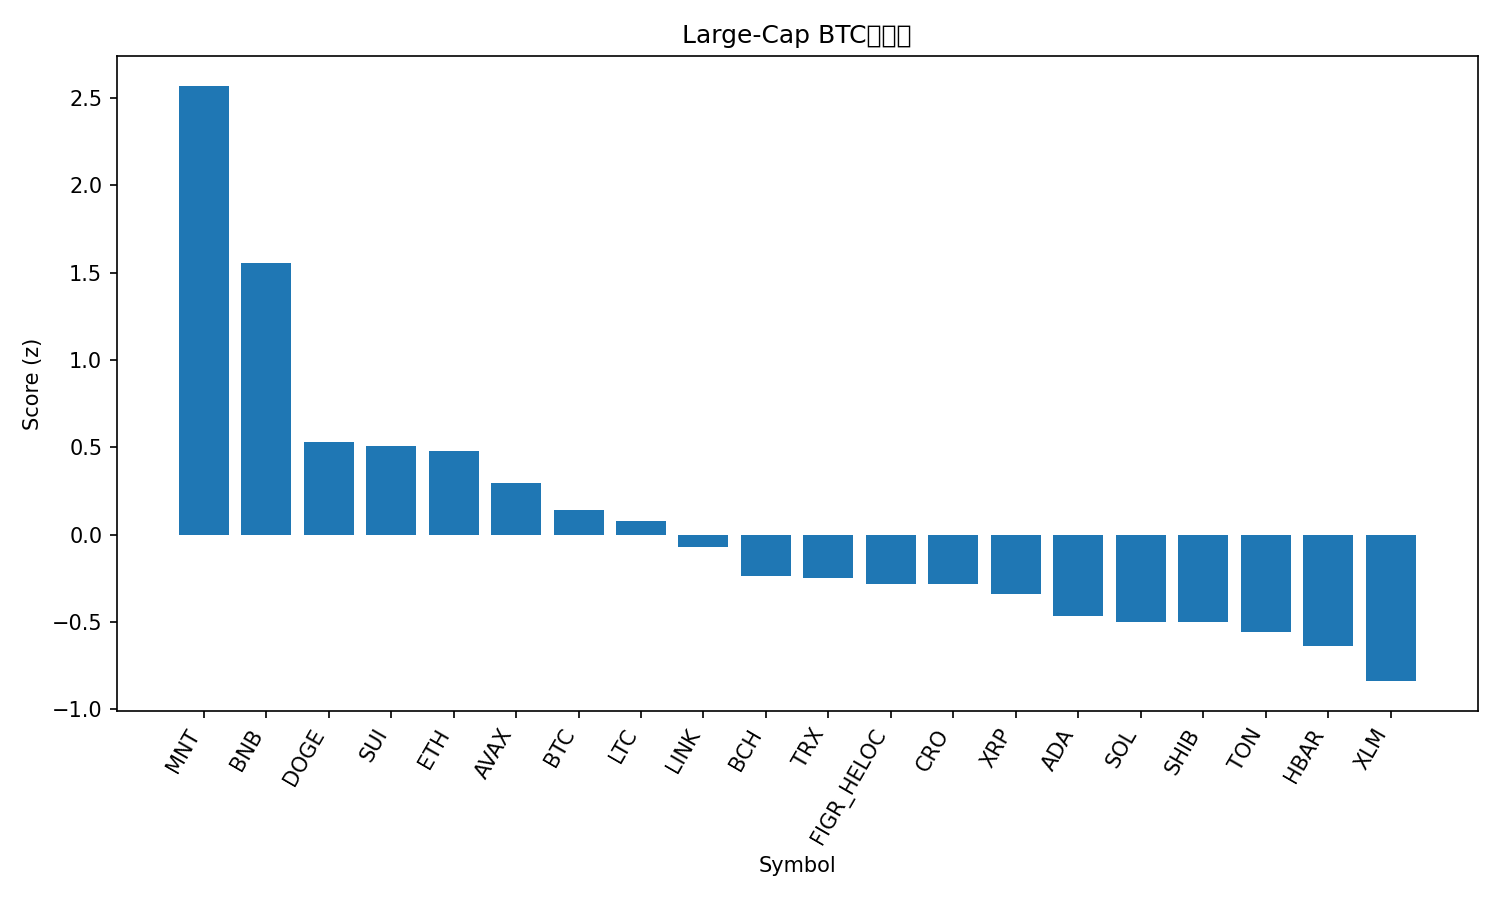 Large-Cap BTC
2.5
2.0
1.5
1.0
0.5
0.0
−0.5
−1.0
Score (z)
MNT
BNB
DOGE
SUI
ETH
AVAX
BTC
LTC
LINK
BCH
TRX
FIGR_HELOC
CRO
XRP
ADA
SOL
SHIB
TON
HBAR
XLM
Symbol